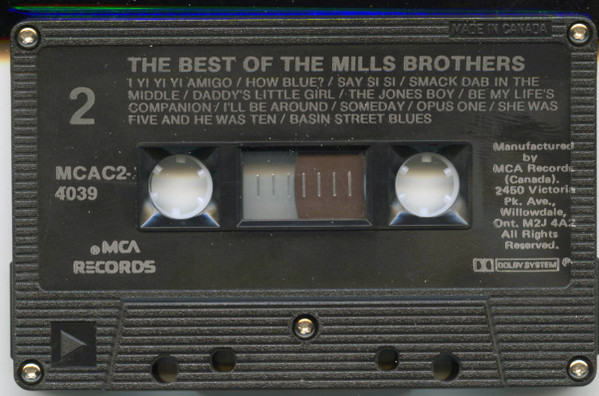 MADE IN CANADA
THE BEST OF THE MILLS BROTHERS
2
I YI YI YI AMIGO / HOW BLUE? / SAY SI SI / SMACK DAB IN THE
MIDDLE / DADDY'S LITTLE GIRL / THE JONES BOY / BE MY LIFE'S
COMPANION / I'LL BE AROUND / SOMEDAY / OPUS ONE / SHE WAS
FIVE AND HE WAS TEN / BASIN STREET BLUES
MCAC2-
4039
®MCA
RECORDS
Manufactured
by
MCA Records
(Canada).
2450 Victoria
Pk. Ave.,
Willowdale,
Ont. M2J 4A2
All Rights
Reserved.
DOLBY SYSTEM ℗